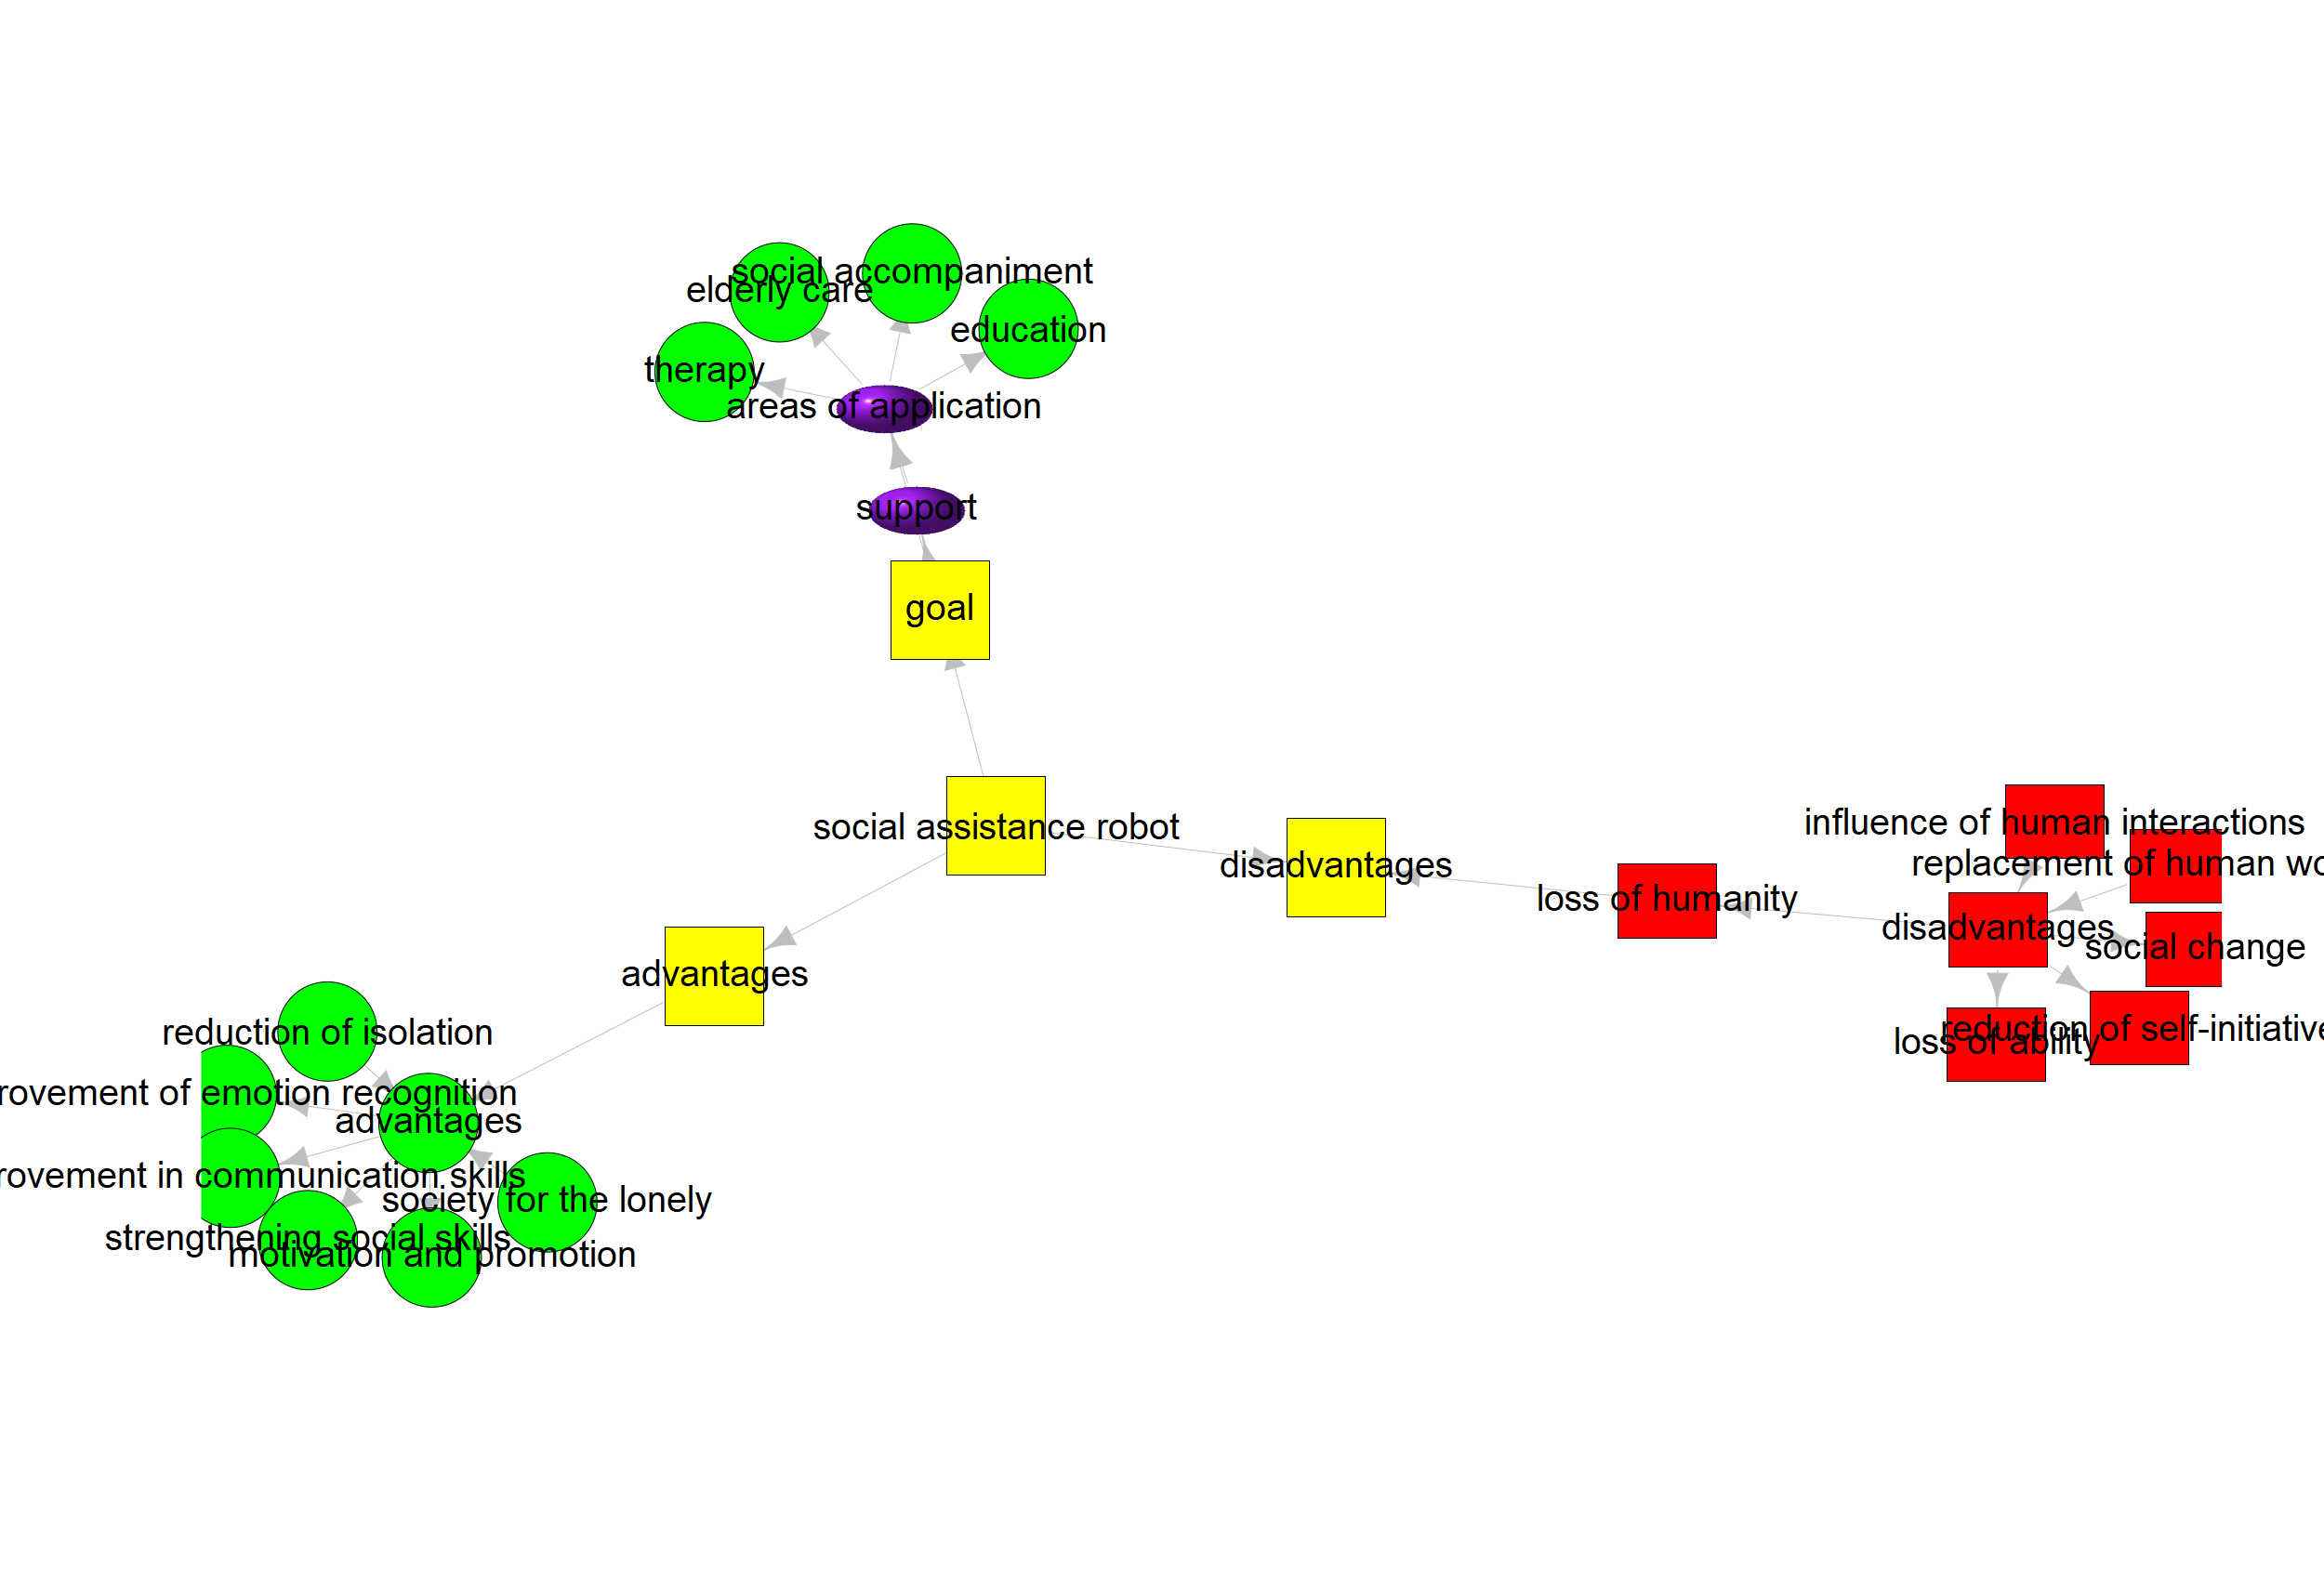 social accompaniment
elderly care
education
therapy
areas of application
support
goal
social assistance robot
influence of human interactions
disadvantages
replacement of human wo
loss of humanity
disadvantages
social change
advantages
reduction of self-initiative
loss of ability
reduction of isolation
rovement of emotion recognition
advantages
rovement in communication skills
society for the lonely
strengthening social skills
motivation and promotion